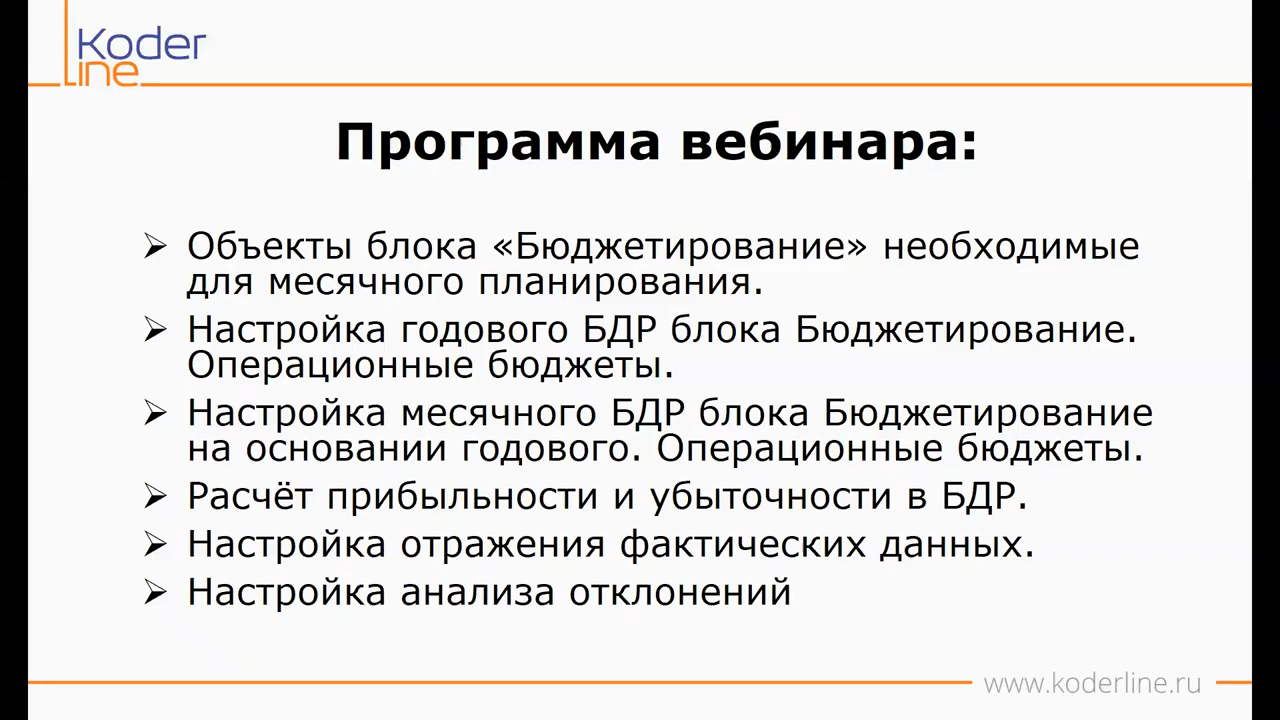 Koder
Line
Программа вебинара:
➢ Объекты блока «Бюджетирование» необходимые
для месячного планирования.
➢ Настройка годового БДР блока Бюджетирование.
Операционные бюджеты.
➢ Настройка месячного БДР блока Бюджетирование
на основании годового. Операционные бюджеты.
➢ Расчёт прибыльности и убыточности в БДР.
➢ Настройка отражения фактических данных.
➢ Настройка анализа отклонений
www.koderline.ru